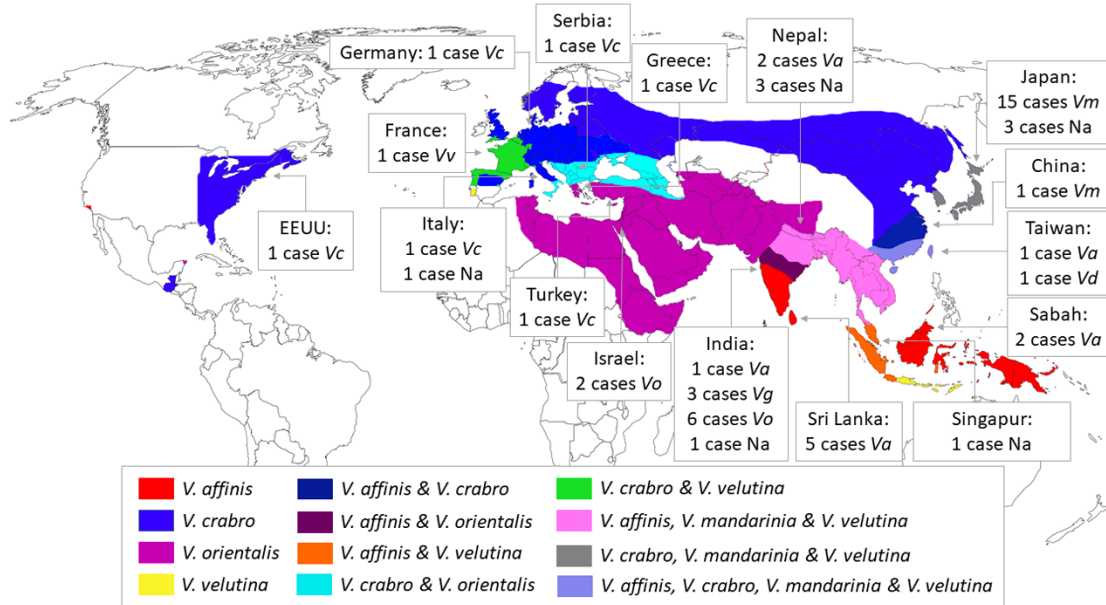 Serbia:
1 case Vc
Germany: 1 case Vc
Greece:
1 case Vc
Nepal:
2 cases Va
3 cases Na
Japan:
15 cases Vm
3 cases Na
France:
1 case Vv
China:
1 case Vm
EEUU:
1 case Vc
Italy:
1 case Vc
1 case Na
Taiwan:
1 case Va
1 case Vd
Turkey:
1 case Vc
Sabah:
2 cases Va
Israel:
2 cases Vo
India:
1 case Va
3 cases Vg
6 cases Vo
1 case Na
Sri Lanka:
5 cases Va
Singapur:
1 case Na
V. affinis
V. crabro
V. orientalis
V. velutina
V. affinis & V. crabro
V. affinis & V. orientalis
V. affinis & V. velutina
V. crabro & V. orientalis
V. crabro & V. velutina
V. affinis, V. mandarinia & V. velutina
V. crabro, V. mandarinia & V. velutina
V. affinis, V. crabro, V. mandarinia & V. velutina